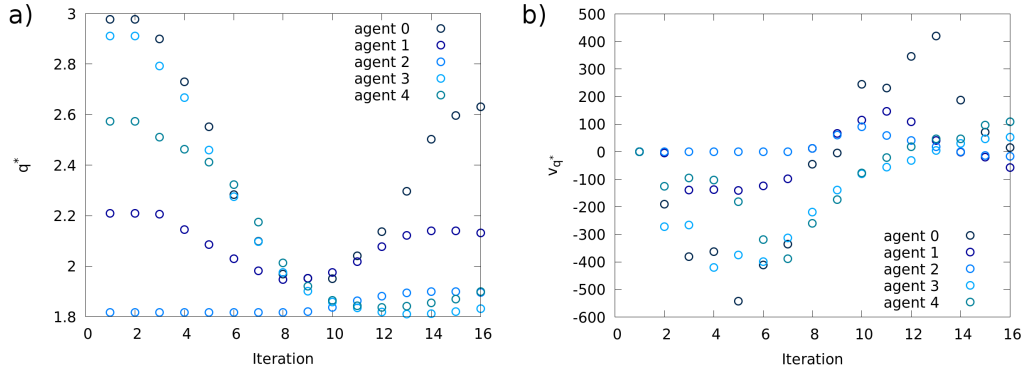 a)
3
2.8
2.6
2.4
2.2
2
1.8
q*
0 2 4 6 8 10 12 14 16
Iteration
agent 0
agent 1
agent 2
agent 3
agent 4
b)
500
400
300
200
100
0
-100
-200
-300
-400
-500
-600
v_q*
0 2 4 6 8 10 12 14 16
Iteration
agent 0
agent 1
agent 2
agent 3
agent 4